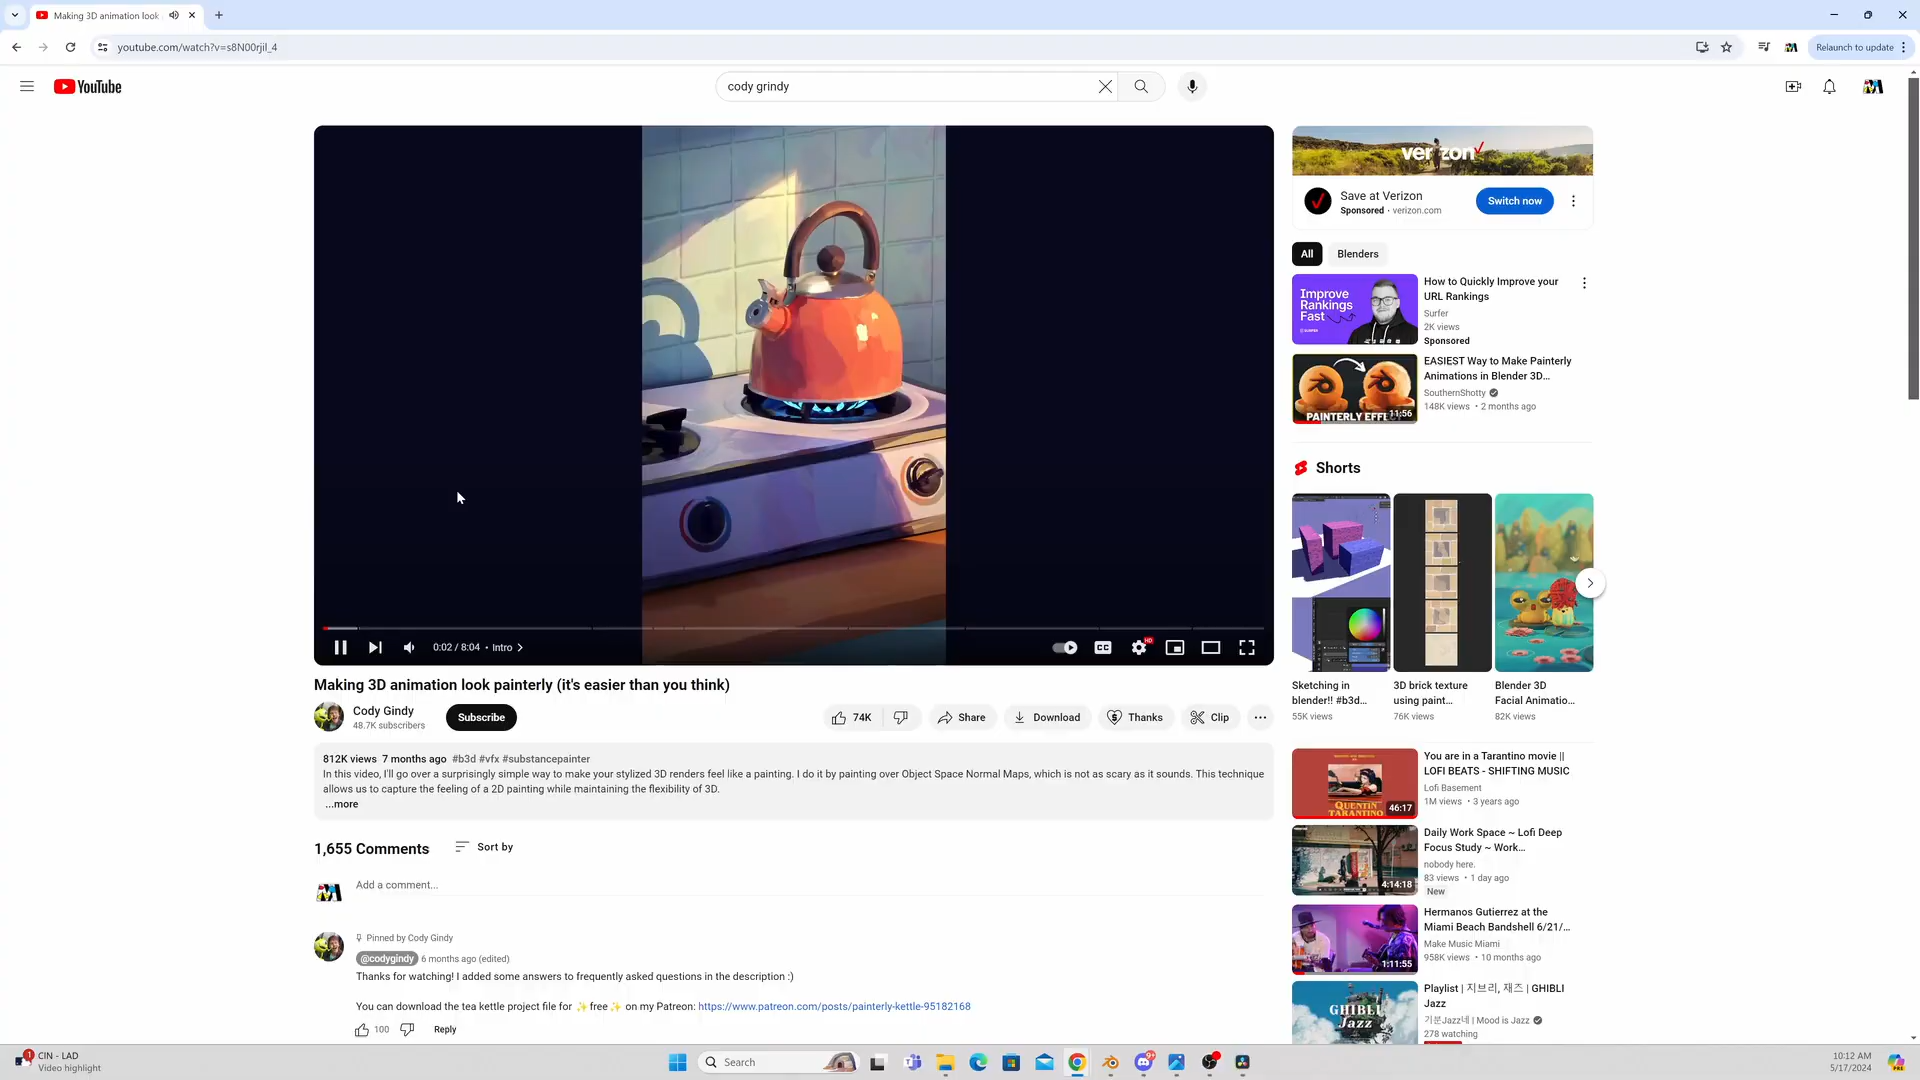 Making 3D animation look
youtube.com/watch?v=s8N00rjil_4
Relaunch to update
YouTube
cody grindy
verizon
Save at Verizon
Sponsored · verizon.com
Switch now
All
Blenders
Improve
Rankings
Fast
SURFER
How to Quickly Improve your
URL Rankings
Surfer
2K views
Sponsored
PAINTERLY EFFE
11:56
EASIEST Way to Make Painterly
Animations in Blender 3D...
SouthernShotty
148K views • 2 months ago
Shorts
Sketching in
blender!! #b3d...
55K views
3D brick texture
using paint...
76K views
Blender 3D
Facial Animatio...
82K views
0:02 / 8:04 • Intro
CC
HD
Making 3D animation look painterly (it's easier than you think)
Cody Gindy
48.7K subscribers
Subscribe
74K
Share
Download
Thanks
Clip
812K views 7 months ago #b3d #vfx #substancepainter
In this video, I'll go over a surprisingly simple way to make your stylized 3D renders feel like a painting. I do it by painting over Object Space Normal Maps, which is not as scary as it sounds. This technique
allows us to capture the feeling of a 2D painting while maintaining the flexibility of 3D.
...more
1,655 Comments
Sort by
Add a comment...
Pinned by Cody Gindy
@codygindy 6 months ago (edited)
Thanks for watching! I added some answers to frequently asked questions in the description :)
You can download the tea kettle project file for ✨free✨ on my Patreon: https://www.patreon.com/posts/painterly-kettle-95182168
100
Reply
QUENTIN
TARANTINO
46:17
You are in a Tarantino movie ||
LOFI BEATS - SHIFTING MUSIC
Lofi Basement
1M views • 3 years ago
4:14:18
Daily Work Space ~ Lofi Deep
Focus Study ~ Work...
nobody here.
83 views • 1 day ago
New
1:11:55
Hermanos Gutierrez at the
Miami Beach Bandshell 6/21/...
Make Music Miami
958K views • 10 months ago
GHIBLI
Jazz
Playlist | 지브리, 재즈 | GHIBLI
Jazz
기분Jazz네 | Mood is Jazz
278 watching
1
CIN - LAD
Video highlight
Search
9+
10:12 AM
5/17/2024
PRE